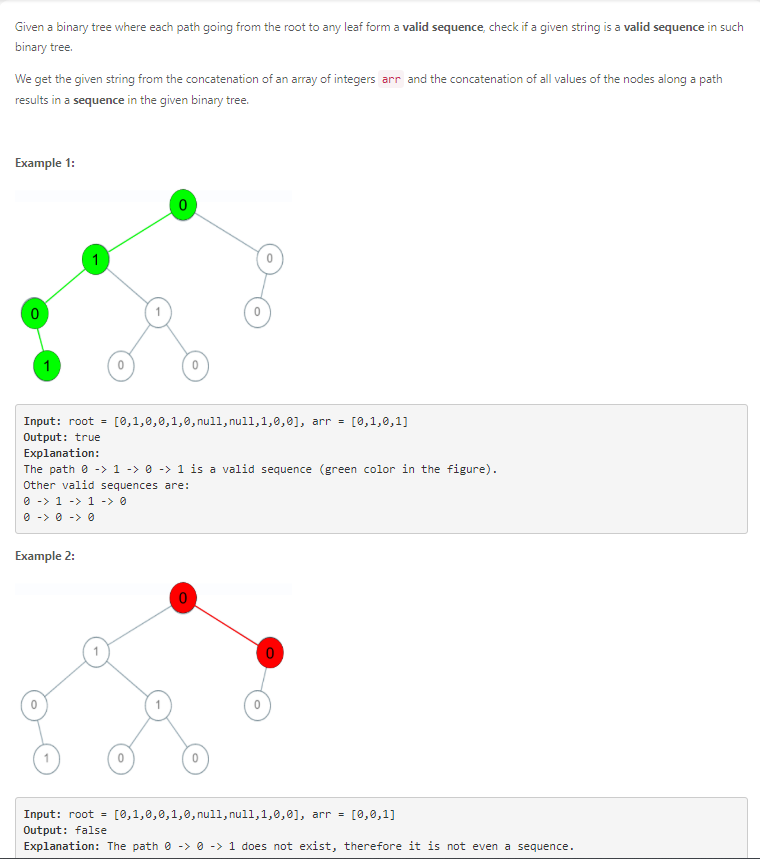 Given a binary tree where each path going from the root to any leaf form a valid sequence, check if a given string is a valid sequence in such
binary tree.
We get the given string from the concatenation of an array of integers arr and the concatenation of all values of the nodes along a path
results in a sequence in the given binary tree.
Example 1:
0
1 0
0 1 0
1 0 0
Input: root = [0,1,0,0,1,0,null,null,1,0,0], arr = [0,1,0,1]
Output: true
Explanation:
The path 0 -> 1 -> 0 -> 1 is a valid sequence (green color in the figure).
Other valid sequences are:
0 -> 1 -> 1 -> 0
0 -> 0 -> 0
Example 2:
0
1 0
0 1 0
1 0 0
Input: root = [0,1,0,0,1,0,null,null,1,0,0], arr = [0,0,1]
Output: false
Explanation: The path 0 -> 0 -> 1 does not exist, therefore it is not even a sequence.